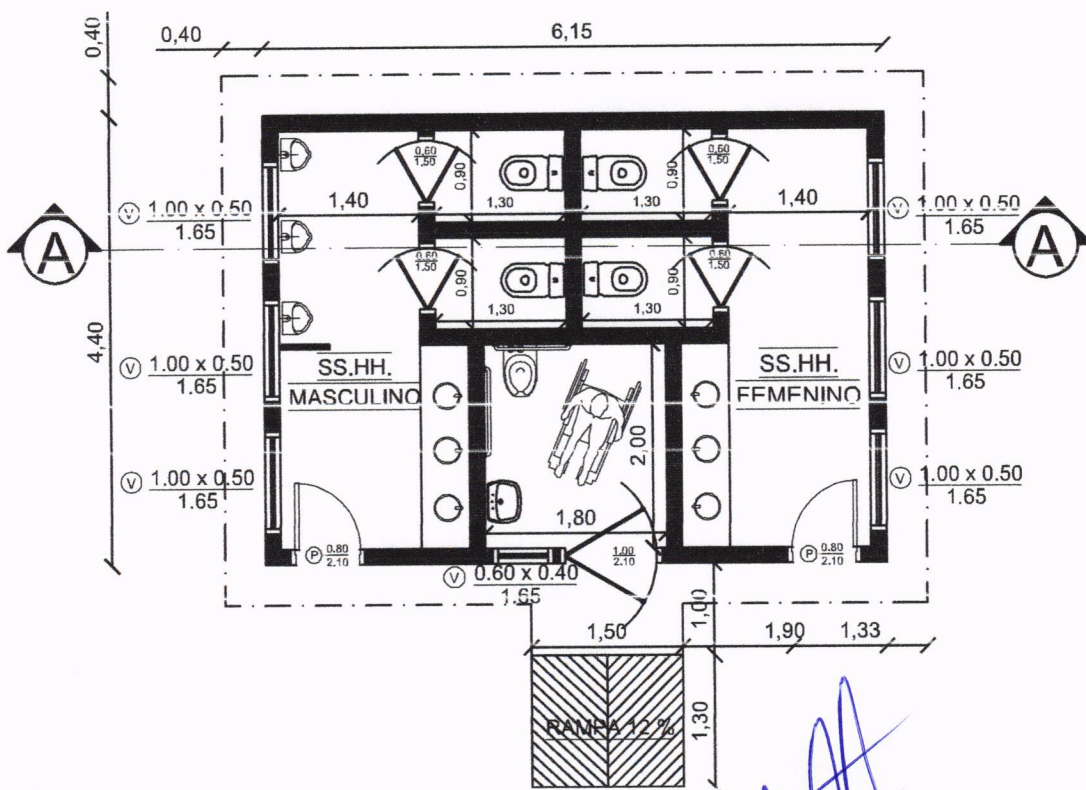 0,40
0,40
6,15
0.60
1.50
0,90
1,30
1,40
0,90
1,30
0.60
1.50
1,40
V 1.00 x 0.50
1.65
V 1.00 x 0.50
1.65
A
A
0.60
1.50
0,90
1,30
0,90
1,30
0.60
1.50
4,40
V 1.00 x 0.50
1.65
SS.HH.
MASCULINO
SS.HH.
FEMENINO
V 1.00 x 0.50
1.65
2,00
V 1.00 x 0.50
1.65
V 1.00 x 0.50
1.65
1,80
P 0.80
2.10
1.00
2.10
P 0.80
2.10
V 0.60 x 0.40
1.65
1,00
1,50
1,90
1,33
RAMPA 12 %
1,30